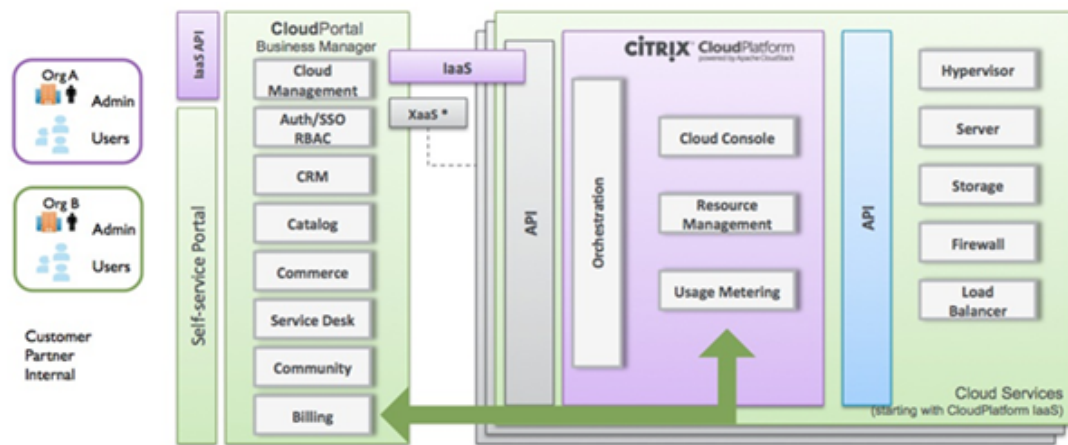 Org A
Admin
Users
Org B
Admin
Users
Customer
Partner
Internal
IaaS API
Self-service Portal
CloudPortal
Business Manager
Cloud
Management
Auth/SSO
RBAC
CRM
Catalog
Commerce
Service Desk
Community
Billing
IaaS
XaaS *
API
Orchestration
CITRIX CloudPlatform
powered by Apache CloudStack
Cloud Console
Resource
Management
Usage Metering
API
Hypervisor
Server
Storage
Firewall
Load
Balancer
Cloud Services
(starting with CloudPlatform IaaS)